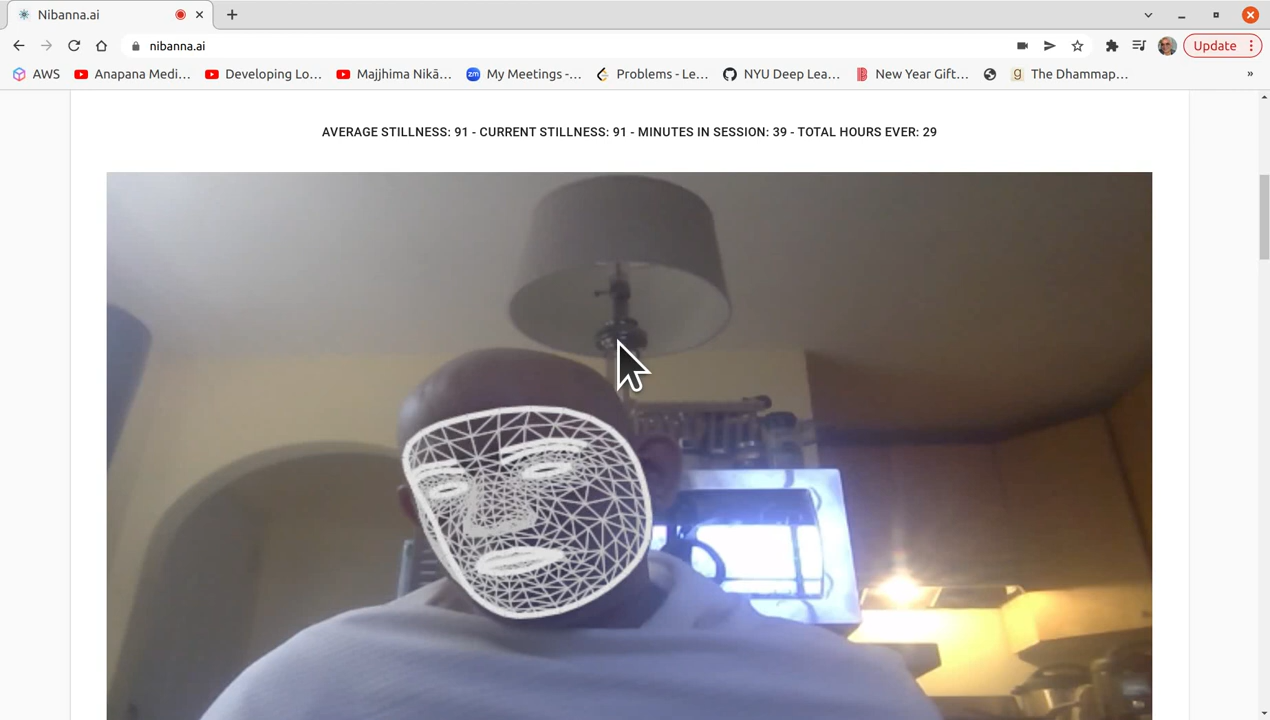 Nibanna.ai
nibanna.ai
Update
AWS
Anapana Medi...
Developing Lo...
Majjhima Nikā...
zm
My Meetings -...
Problems - Le...
NYU Deep Lea...
New Year Gift...
g
The Dhammap...
»
AVERAGE STILLNESS: 91 - CURRENT STILLNESS: 91 - MINUTES IN SESSION: 39 - TOTAL HOURS EVER: 29